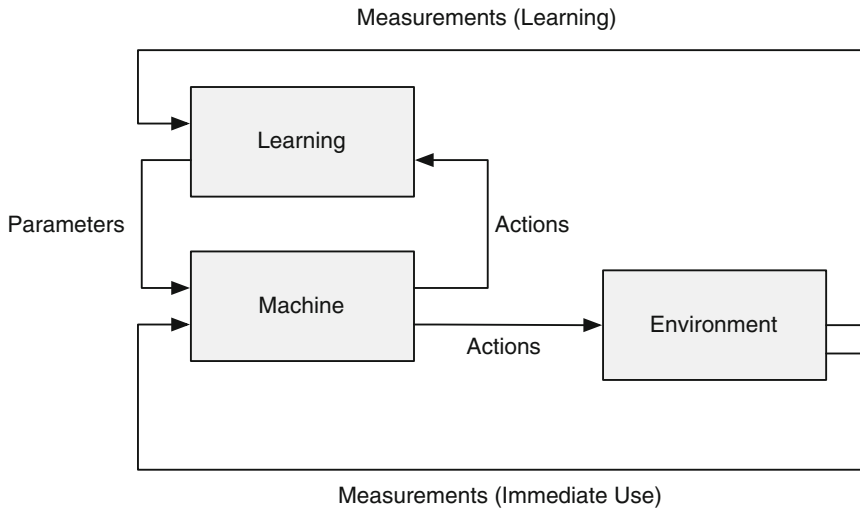 Measurements (Learning)
Learning
Parameters
Actions
Machine
Environment
Actions
Measurements (Immediate Use)